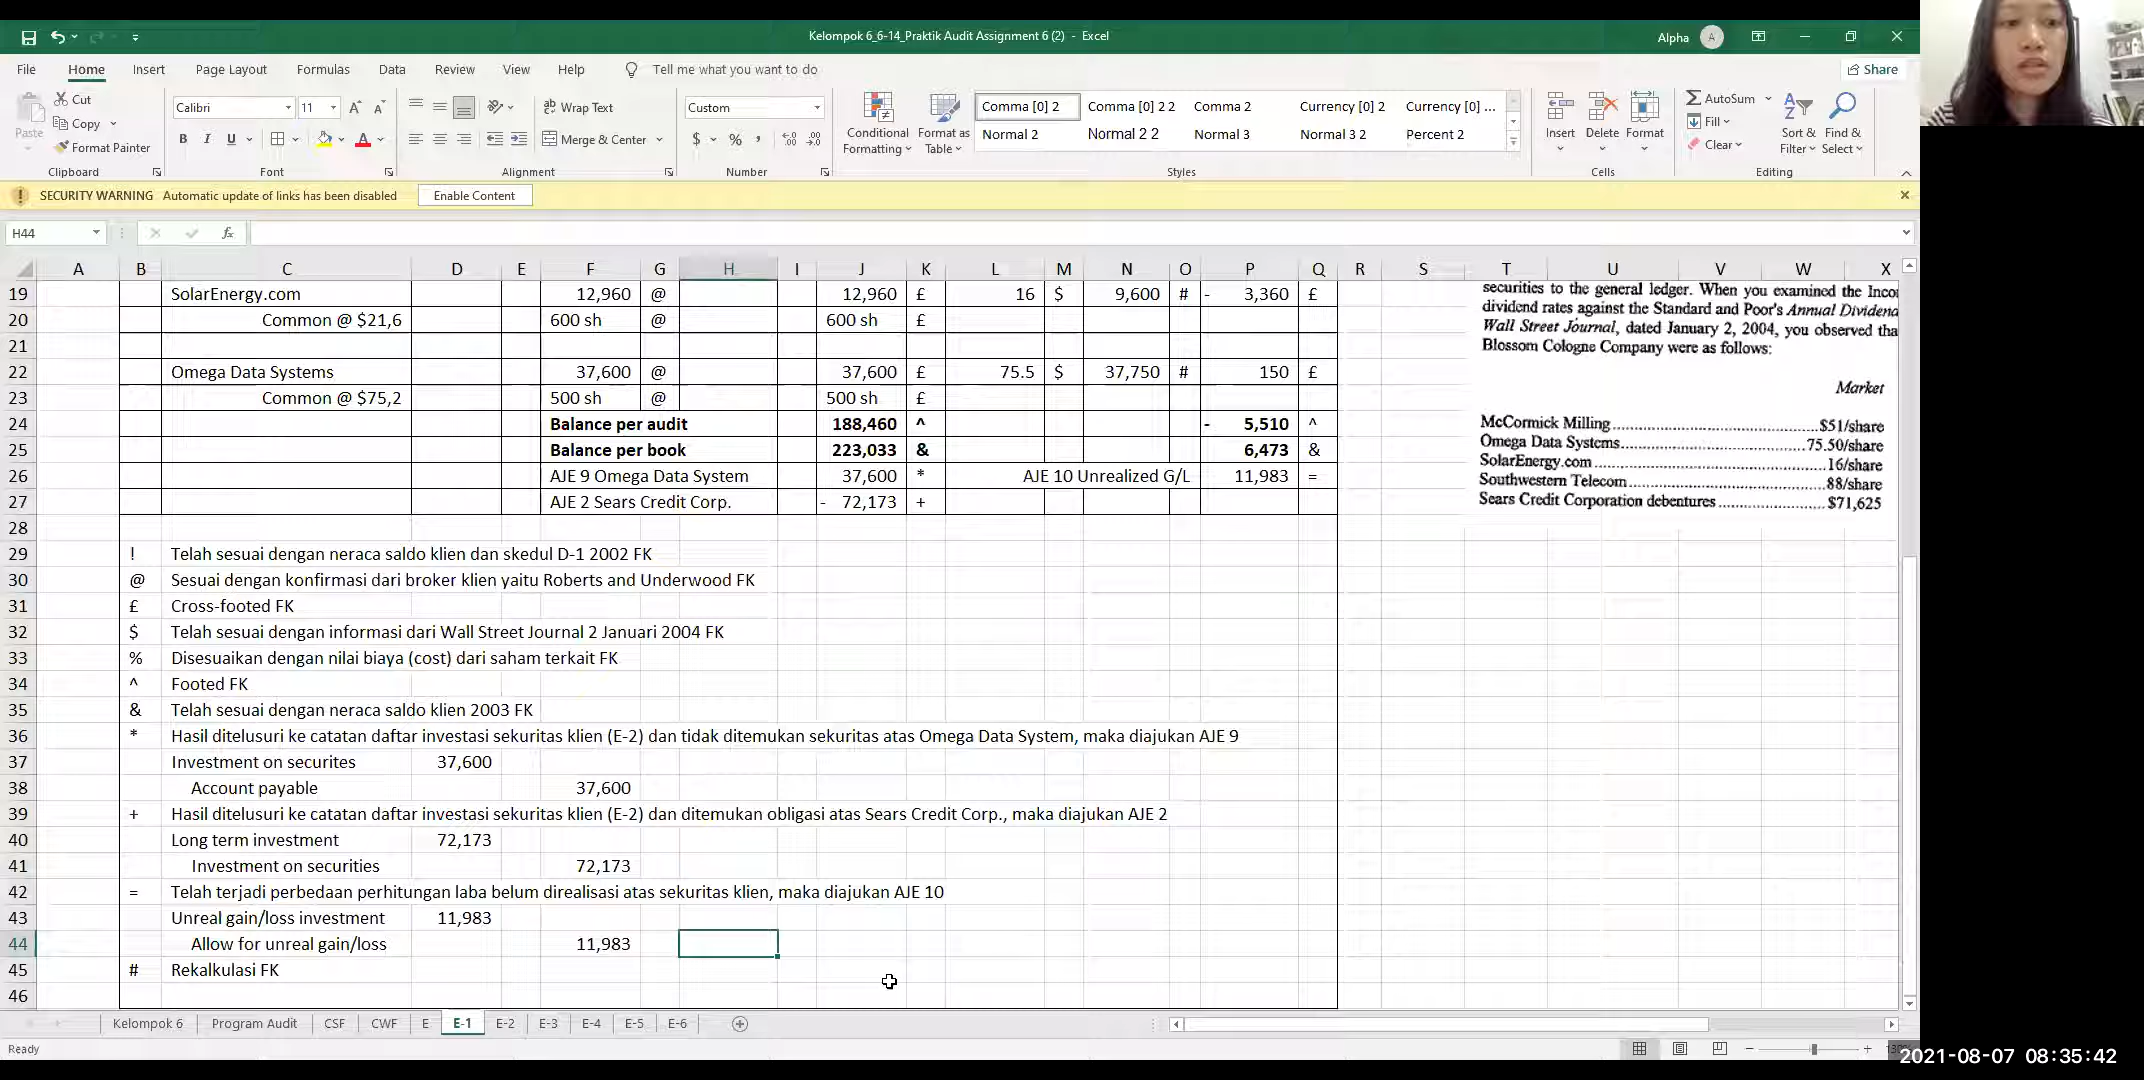 Kelompok 6_6-14_Praktik Audit Assignment 6 (2) - Excel
Alpha A
File Home Insert Page Layout Formulas Data Review View Help Tell me what you want to do Share
Paste Cut Copy Format Painter Clipboard
Calibri 11 B I U Font
Wrap Text Merge & Center Alignment
Custom $ % , Number
Conditional Formatting Format as Table
Comma [0] 2 Comma [0] 2 2 Comma 2 Currency [0] 2 Currency [0] ...
Normal 2 Normal 2 2 Normal 3 Normal 3 2 Percent 2
Styles
Insert Delete Format Cells
AutoSum Fill Clear Sort & Filter Find & Select Editing
SECURITY WARNING Automatic update of links has been disabled Enable Content
H44 fx
A B C D E F G H I J K L M N O P Q R S T U V W X
19 SolarEnergy.com 12,960 @ 12,960 £ 16 $ 9,600 # - 3,360 £
20 Common @ $21,6 600 sh @ 600 sh £
21
22 Omega Data Systems 37,600 @ 37,600 £ 75.5 $ 37,750 # 150 £
23 Common @ $75,2 500 sh @ 500 sh £
24 Balance per audit 188,460 ^ - 5,510 ^
25 Balance per book 223,033 & 6,473 &
26 AJE 9 Omega Data System 37,600 * AJE 10 Unrealized G/L 11,983 =
27 AJE 2 Sears Credit Corp. - 72,173 +
28
29 ! Telah sesuai dengan neraca saldo klien dan skedul D-1 2002 FK
30 @ Sesuai dengan konfirmasi dari broker klien yaitu Roberts and Underwood FK
31 £ Cross-footed FK
32 $ Telah sesuai dengan informasi dari Wall Street Journal 2 Januari 2004 FK
33 % Disesuaikan dengan nilai biaya (cost) dari saham terkait FK
34 ^ Footed FK
35 & Telah sesuai dengan neraca saldo klien 2003 FK
36 * Hasil ditelusuri ke catatan daftar investasi sekuritas klien (E-2) dan tidak ditemukan sekuritas atas Omega Data System, maka diajukan AJE 9
37 Investment on securites 37,600
38 Account payable 37,600
39 + Hasil ditelusuri ke catatan daftar investasi sekuritas klien (E-2) dan ditemukan obligasi atas Sears Credit Corp., maka diajukan AJE 2
40 Long term investment 72,173
41 Investment on securities 72,173
42 = Telah terjadi perbedaan perhitungan laba belum direalisasi atas sekuritas klien, maka diajukan AJE 10
43 Unreal gain/loss investment 11,983
44 Allow for unreal gain/loss 11,983
45 # Rekalkulasi FK
46
securities to the general ledger. When you examined the Incor
dividend rates against the Standard and Poor's Annual Dividend
Wall Street Journal, dated January 2, 2004, you observed tha
Blossom Cologne Company were as follows:
Market
McCormick Milling $51/share
Omega Data Systems 75.50/share
SolarEnergy.com 16/share
Southwestern Telecom 88/share
Sears Credit Corporation debentures $71,625
Kelompok 6 Program Audit CSF CWF E E-1 E-2 E-3 E-4 E-5 E-6
Ready
2021-08-07 08:35:42